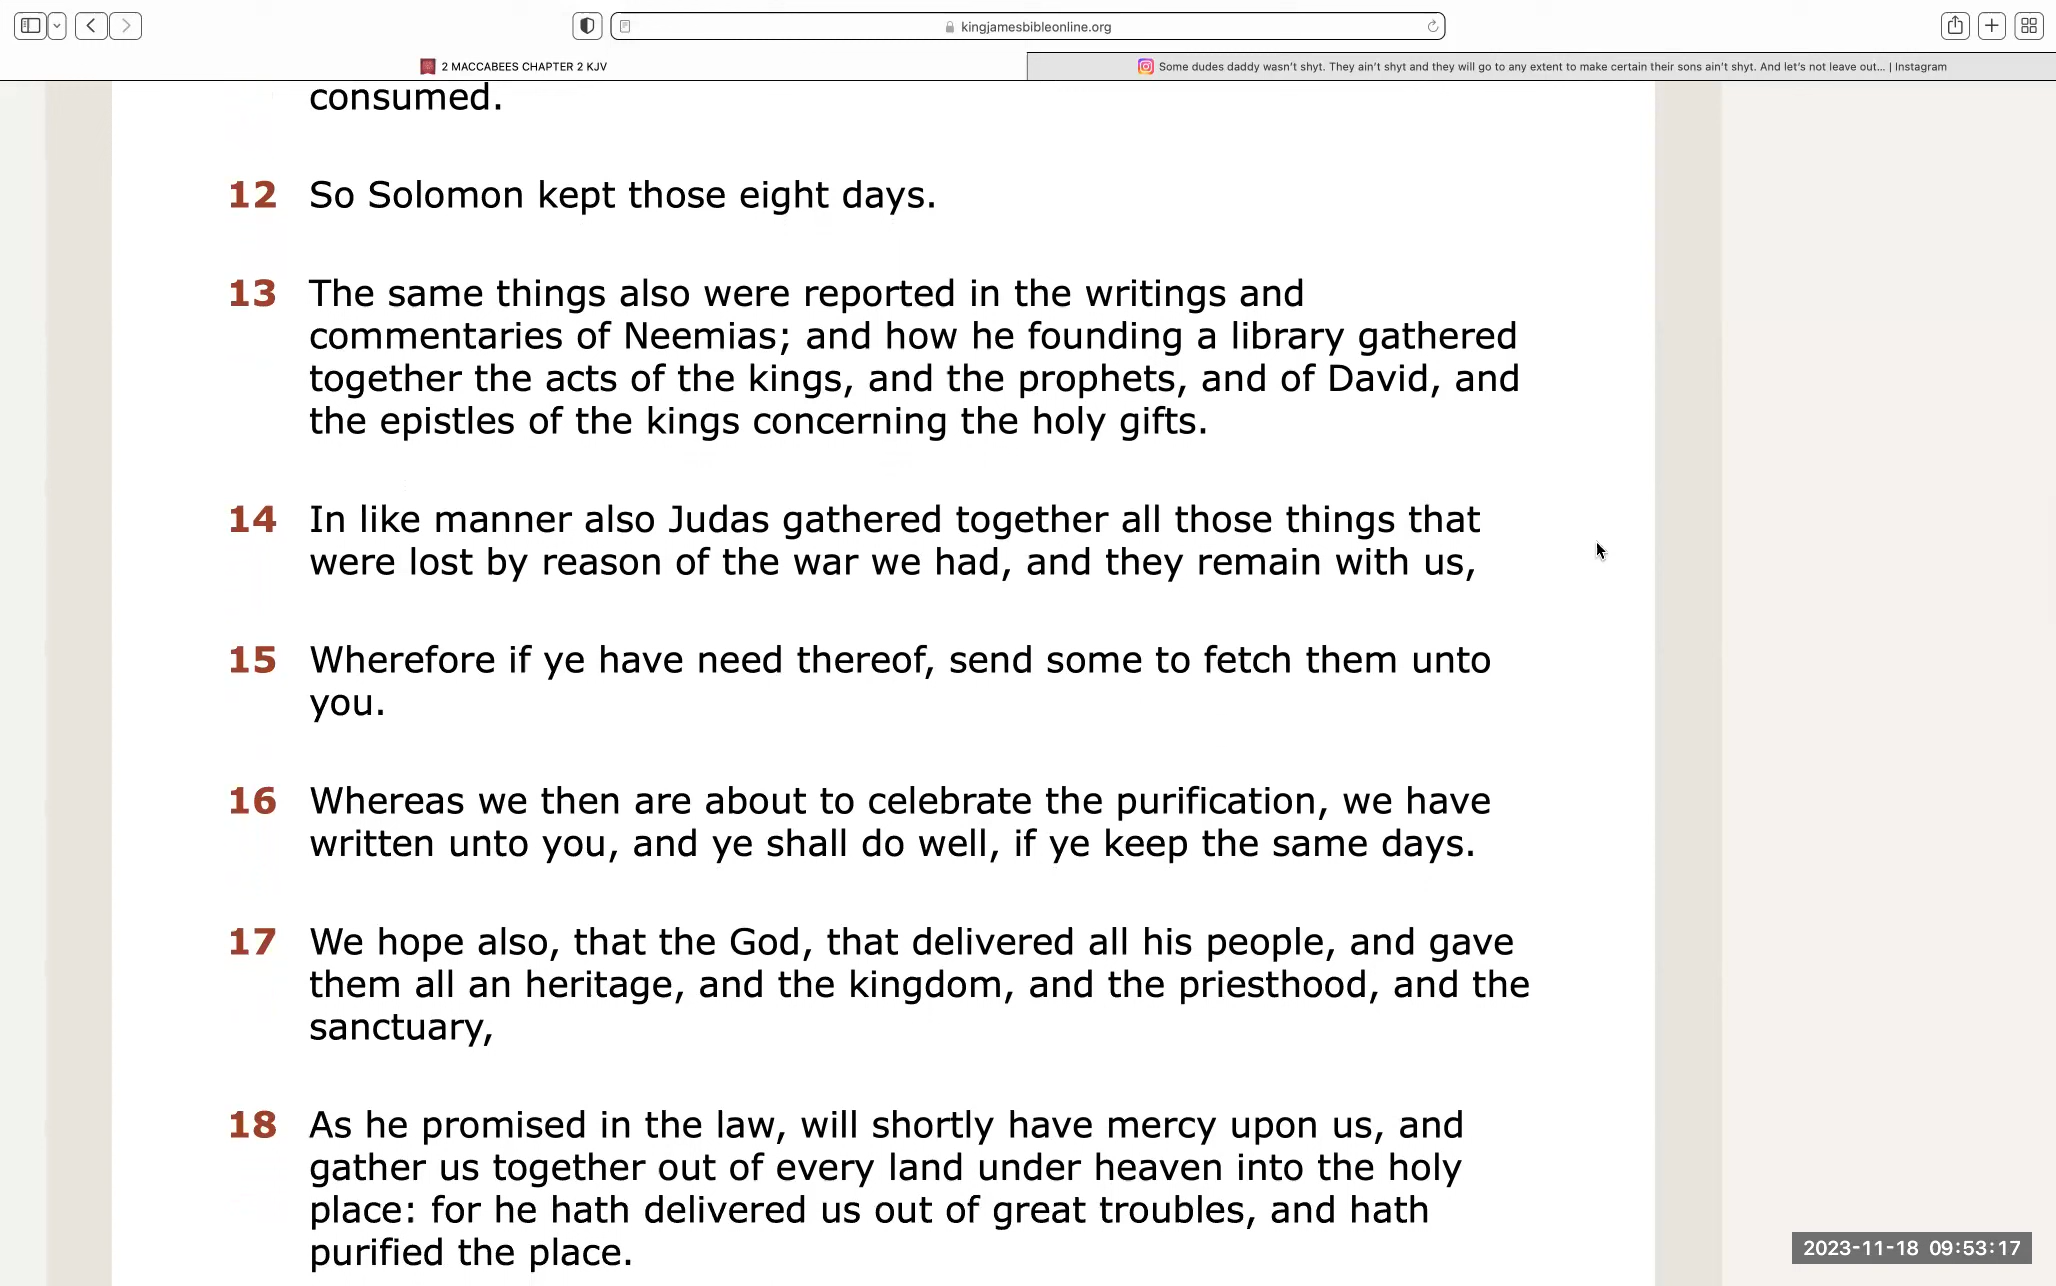 kingjamesbibleonline.org
2 MACCABEES CHAPTER 2 KJV
Some dudes daddy wasn't shyt. They ain't shyt and they will go to any extent to make certain their sons ain't shyt. And let's not leave out... | Instagram
consumed.
12 So Solomon kept those eight days.
13 The same things also were reported in the writings and
commentaries of Neemias; and how he founding a library gathered
together the acts of the kings, and the prophets, and of David, and
the epistles of the kings concerning the holy gifts.
14 In like manner also Judas gathered together all those things that
were lost by reason of the war we had, and they remain with us,
15 Wherefore if ye have need thereof, send some to fetch them unto
you.
16 Whereas we then are about to celebrate the purification, we have
written unto you, and ye shall do well, if ye keep the same days.
17 We hope also, that the God, that delivered all his people, and gave
them all an heritage, and the kingdom, and the priesthood, and the
sanctuary,
18 As he promised in the law, will shortly have mercy upon us, and
gather us together out of every land under heaven into the holy
place: for he hath delivered us out of great troubles, and hath
purified the place.
2023-11-18 09:53:17